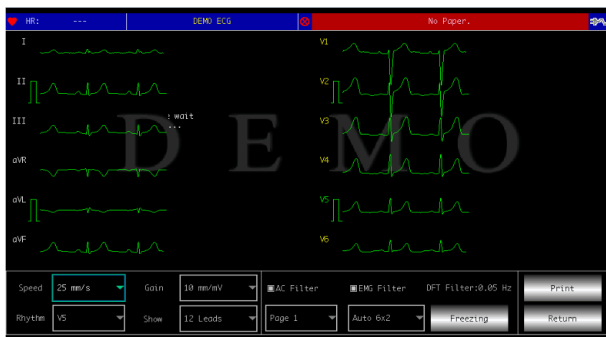 HR: --- DEMO ECG No Paper.
I V1
II V2
III V3
wait
...
DEMO
aVR V4
aVL V5
aVF V6
Speed 25 mm/s Gain 10 mm/mV AC Filter EMG Filter DFT Filter:0.05 Hz Print
Rhythm V5 Show 12 Leads Page 1 Auto 6x2 Freezing Return